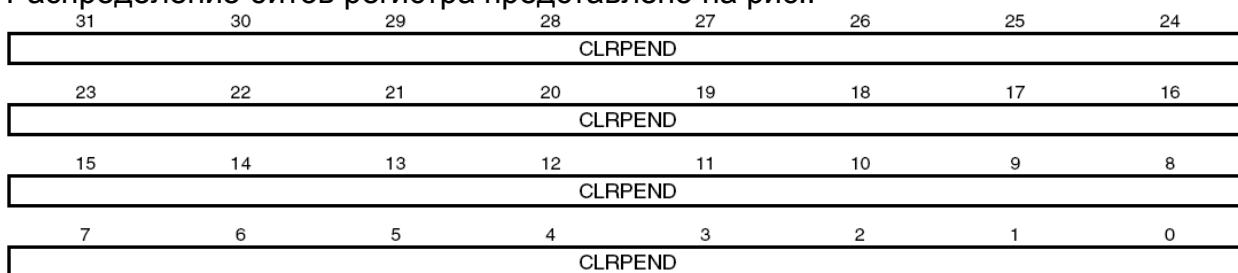 Распределение битов регистра представлено на рис..
31 30 29 28 27 26 25 24
CLRPEND
23 22 21 20 19 18 17 16
CLRPEND
15 14 13 12 11 10 9 8
CLRPEND
7 6 5 4 3 2 1 0
CLRPEND